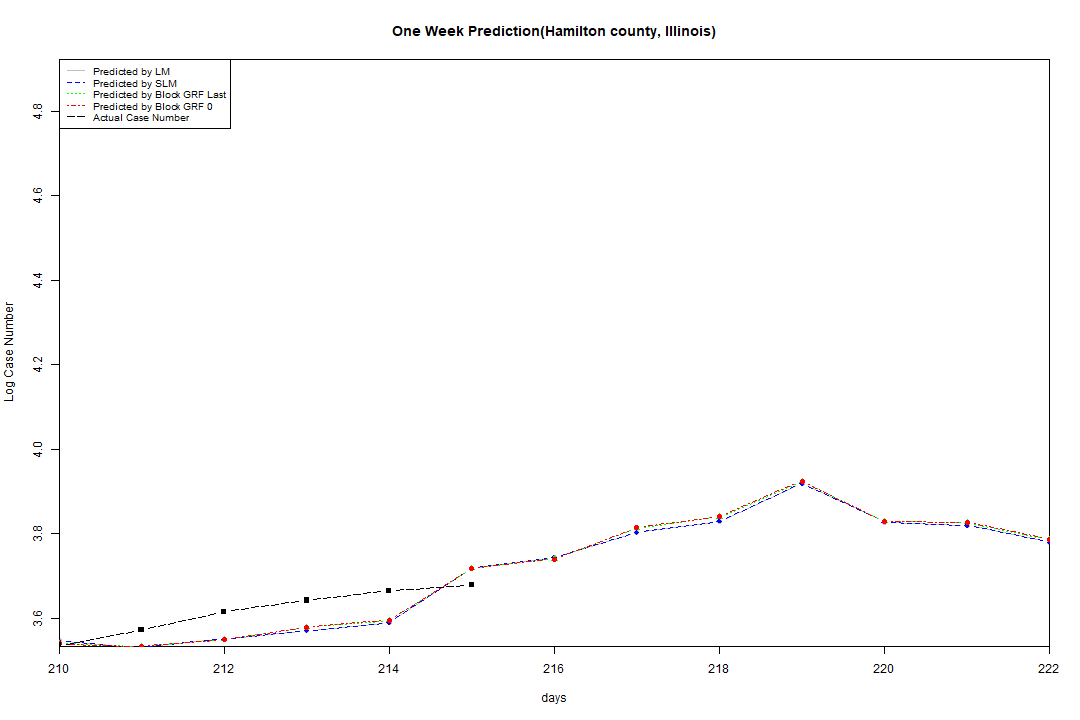 One Week Prediction(Hamilton county, Illinois)
Predicted by LM
Predicted by SLM
Predicted by Block GRF Last
Predicted by Block GRF 0
Actual Case Number
4.8
4.6
4.4
4.2
4.0
3.8
3.6
Log Case Number
210 212 214 216 218 220 222
days